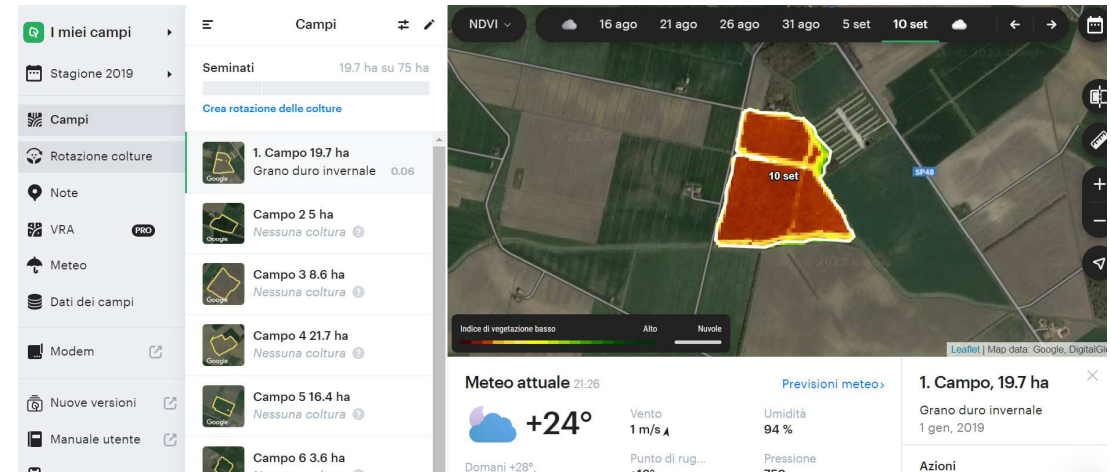 I miei campi
Stagione 2019
Campi
Rotazione colture
Note
VRA PRO
Meteo
Dati dei campi
Modem
Nuove versioni
Manuale utente
Campi
Seminati 19.7 ha su 75 ha
Crea rotazione delle colture
1. Campo 19.7 ha
Grano duro invernale 0.06
Google
Campo 2 5 ha
Nessuna coltura ?
Google
Campo 3 8.6 ha
Nessuna coltura ?
Google
Campo 4 21.7 ha
Nessuna coltura ?
Google
Campo 5 16.4 ha
Nessuna coltura ?
Google
Campo 6 3.6 ha
NDVI 16 ago 21 ago 26 ago 31 ago 5 set 10 set
10 set
SP48
Indice di vegetazione basso Alto Nuvole
Leaflet | Map data: Google, DigitalGl
Meteo attuale 21:26 Previsioni meteo ›
+24°
Domani +28°,
Vento
1 m/s
Umidità
94 %
Punto di rug...
Pressione
1. Campo, 19.7 ha
Grano duro invernale
1 gen, 2019
Azioni